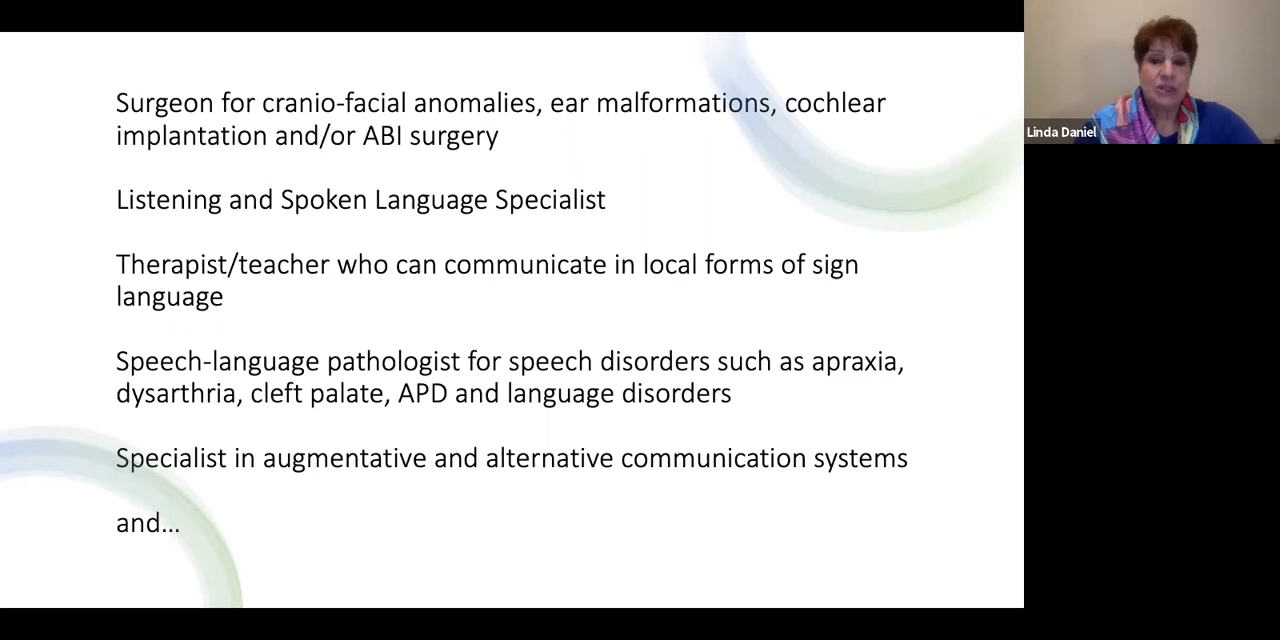 Surgeon for cranio-facial anomalies, ear malformations, cochlear
implantation and/or ABI surgery
Listening and Spoken Language Specialist
Therapist/teacher who can communicate in local forms of sign
language
Speech-language pathologist for speech disorders such as apraxia,
dysarthria, cleft palate, APD and language disorders
Specialist in augmentative and alternative communication systems
and...
Linda Daniel